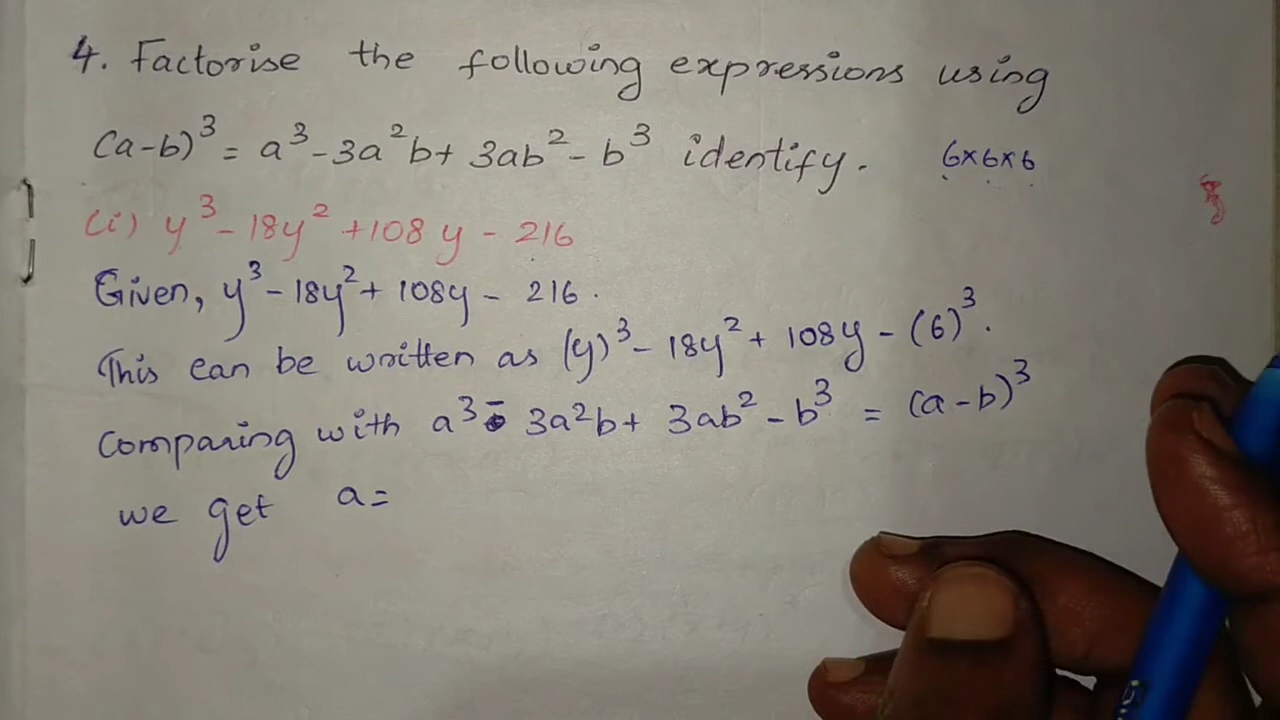 4. Factorise the following expressions using
(a-b)³ = a³ - 3a²b + 3ab² - b³ identify. 6×6×6
(i) y³ - 18y² + 108y - 216
Given, y³ - 18y² + 108y - 216.
This can be written as (y)³ - 18y² + 108y - (6)³.
Comparing with a³ - 3a²b + 3ab² - b³ = (a-b)³
we get a=